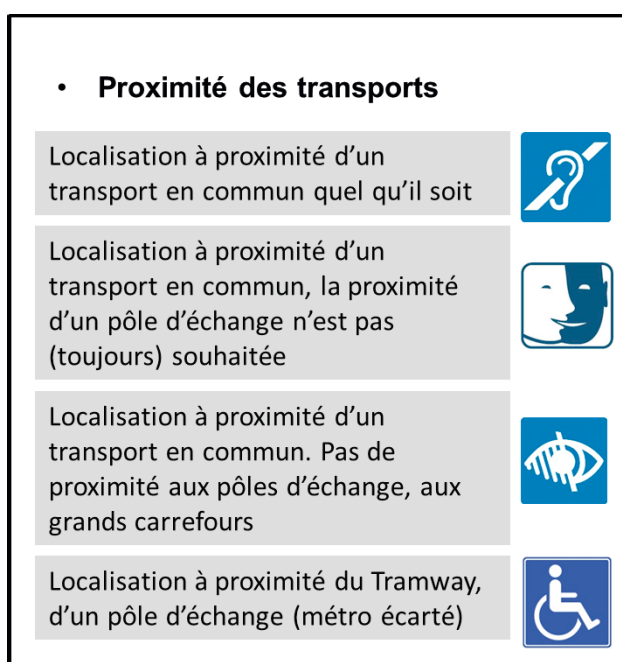 • Proximité des transports
Localisation à proximité d'un
transport en commun quel qu'il soit
Localisation à proximité d'un
transport en commun, la proximité
d'un pôle d'échange n'est pas
(toujours) souhaitée
Localisation à proximité d'un
transport en commun. Pas de
proximité aux pôles d'échange, aux
grands carrefours
Localisation à proximité du Tramway,
d'un pôle d'échange (métro écarté)